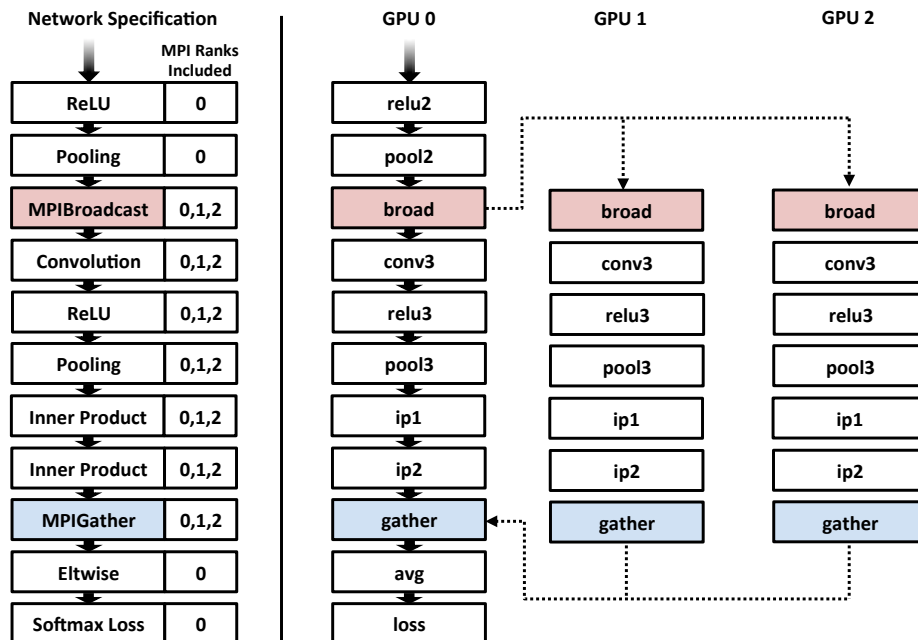 Network Specification
MPI Ranks
Included
ReLU 0
Pooling 0
MPIBroadcast 0,1,2
Convolution 0,1,2
ReLU 0,1,2
Pooling 0,1,2
Inner Product 0,1,2
Inner Product 0,1,2
MPIGather 0,1,2
Eltwise 0
Softmax Loss 0
GPU 0
relu2
pool2
broad
conv3
relu3
pool3
ip1
ip2
gather
avg
loss
GPU 1
broad
conv3
relu3
pool3
ip1
ip2
gather
GPU 2
broad
conv3
relu3
pool3
ip1
ip2
gather